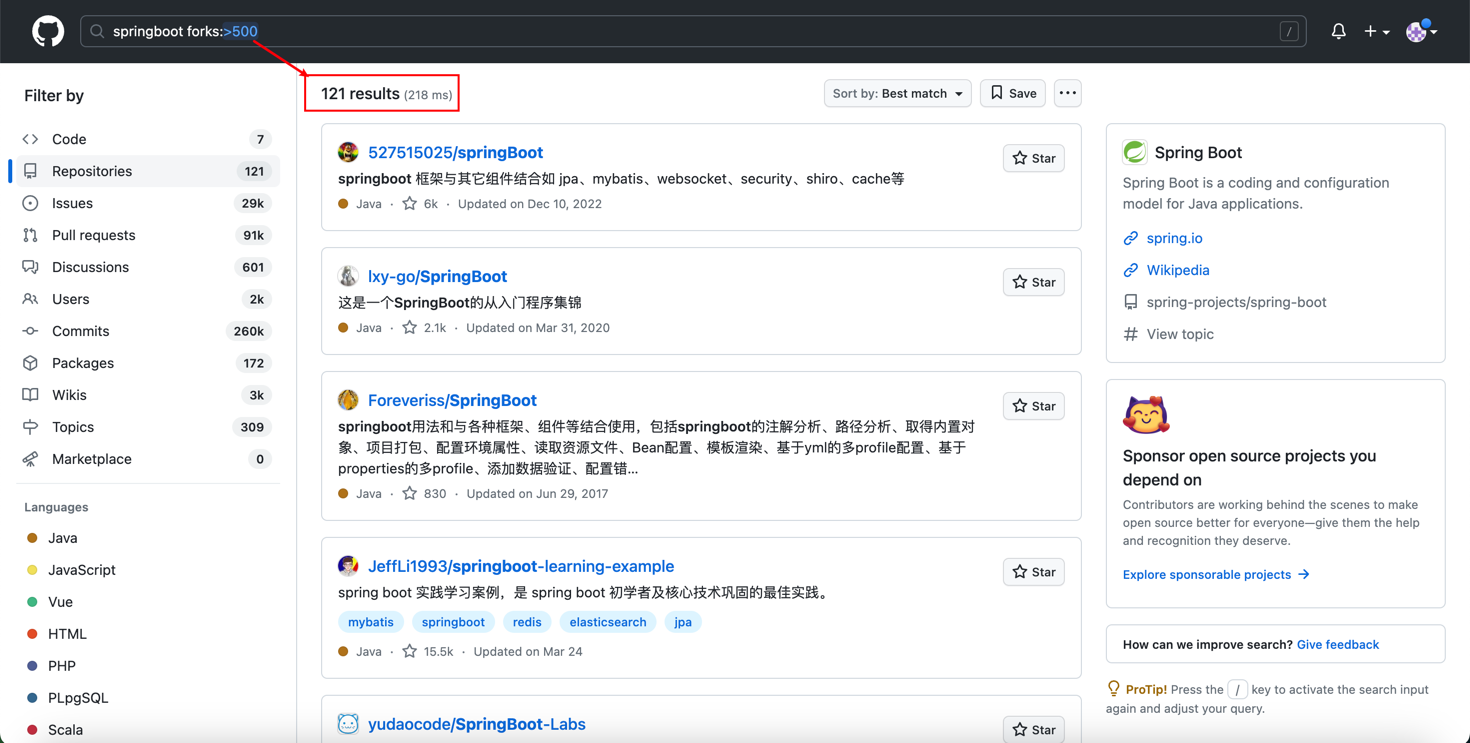 springboot forks:>500
/
Filter by
Code 7
Repositories 121
Issues 29k
Pull requests 91k
Discussions 601
Users 2k
Commits 260k
Packages 172
Wikis 3k
Topics 309
Marketplace 0
Languages
Java
JavaScript
Vue
HTML
PHP
PLpgSQL
Scala
121 results (218 ms)
Sort by: Best match
Save
527515025/springBoot
Star
springboot 框架与其它组件结合如 jpa、mybatis、websocket、security、shiro、cache等
Java · 6k · Updated on Dec 10, 2022
lxy-go/SpringBoot
Star
这是一个SpringBoot的从入门程序集锦
Java · 2.1k · Updated on Mar 31, 2020
Foreveriss/SpringBoot
Star
springboot用法和与各种框架、组件等结合使用，包括springboot的注解分析、路径分析、取得内置对
象、项目打包、配置环境属性、读取资源文件、Bean配置、模板渲染、基于yml的多profile配置、基于
properties的多profile、添加数据验证、配置错...
Java · 830 · Updated on Jun 29, 2017
JeffLi1993/springboot-learning-example
Star
spring boot 实践学习案例，是 spring boot 初学者及核心技术巩固的最佳实践。
mybatis springboot redis elasticsearch jpa
Java · 15.5k · Updated on Mar 24
yudaocode/SpringBoot-Labs
Star
Spring Boot
Spring Boot is a coding and configuration
model for Java applications.
spring.io
Wikipedia
spring-projects/spring-boot
# View topic
Sponsor open source projects you
depend on
Contributors are working behind the scenes to make
open source better for everyone—give them the help
and recognition they deserve.
Explore sponsorable projects →
How can we improve search? Give feedback
ProTip! Press the / key to activate the search input
again and adjust your query.